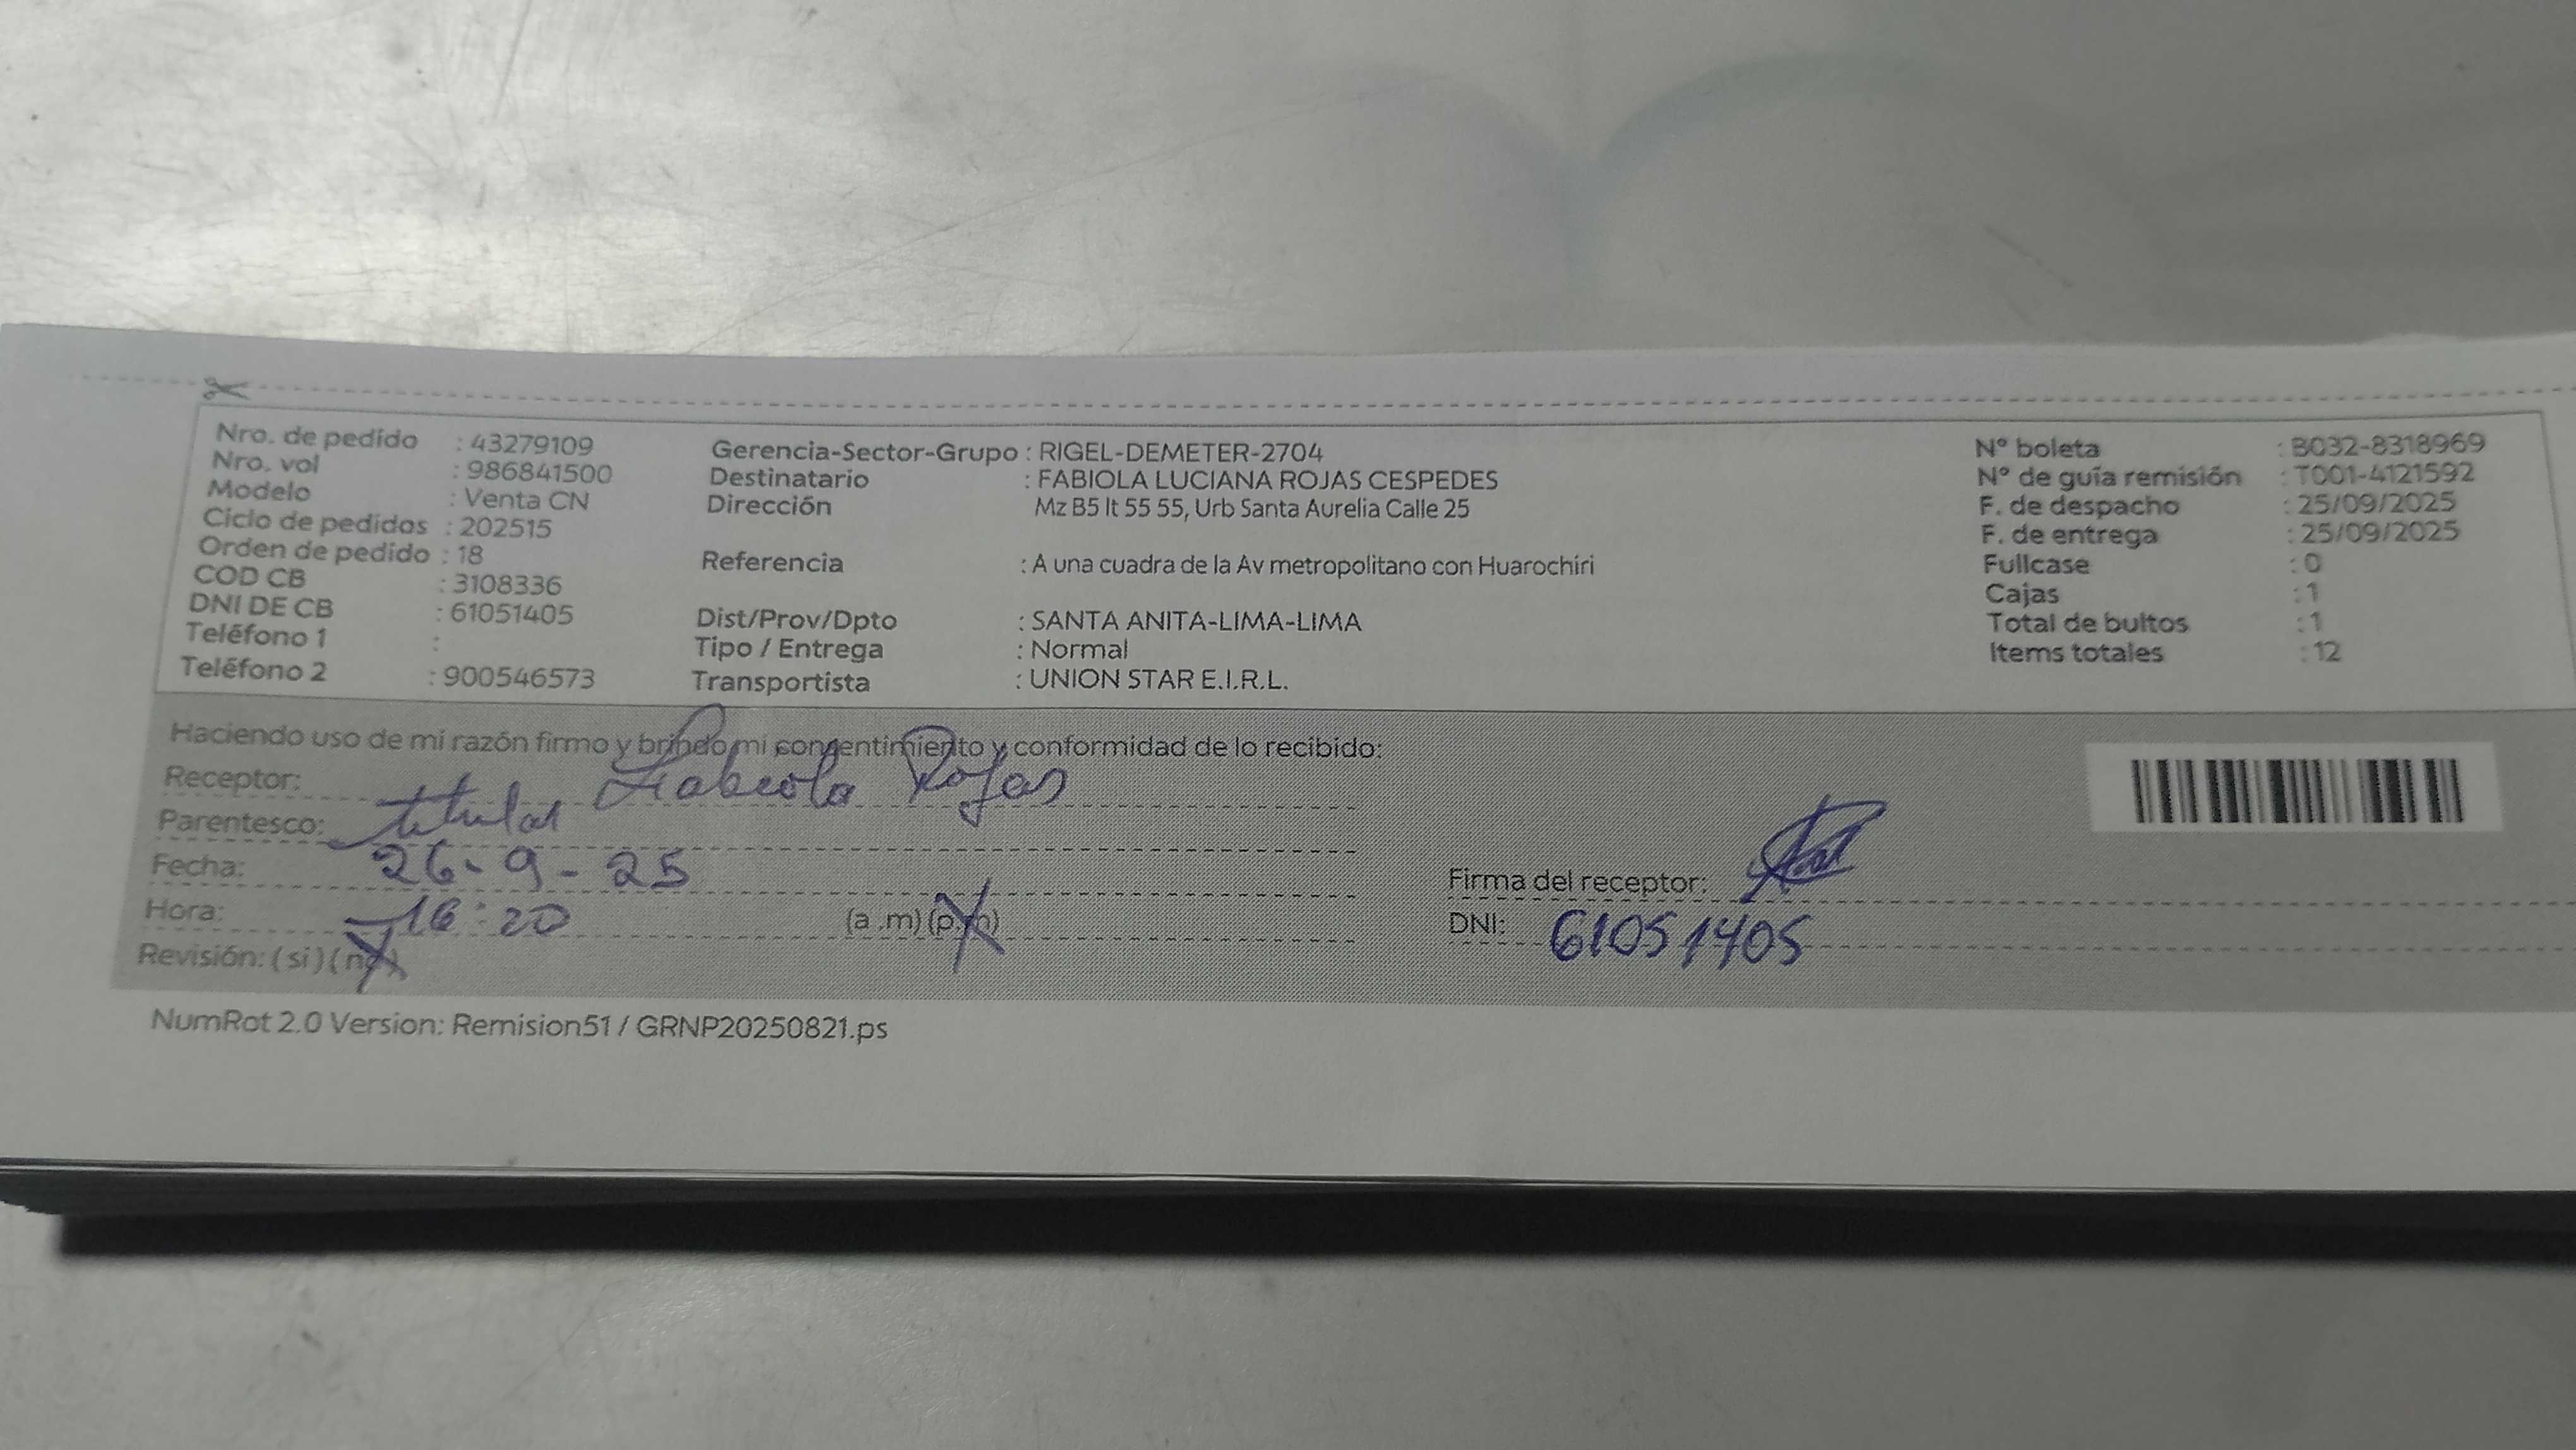 Nro. de pedido : 43279109
Nro. vol : 986841500
Modelo : Venta CN
Ciclo de pedidos : 202515
Orden de pedido : 18
COD CB : 3108336
DNI DE CB : 61051405
Teléfono 1 :
Teléfono 2 : 900546573
Gerencia-Sector-Grupo : RIGEL-DEMETER-2704
Destinatario : FABIOLA LUCIANA ROJAS CESPEDES
Dirección Mz B5 lt 55 55, Urb Santa Aurelia Calle 25
Referencia : A una cuadra de la Av metropolitano con Huarochiri
Dist/Prov/Dpto : SANTA ANITA-LIMA-LIMA
Tipo / Entrega : Normal
Transportista : UNION STAR E.I.R.L.
N° boleta : B032-8318969
N° de guía remisión : T001-4121592
F. de despacho : 25/09/2025
F. de entrega : 25/09/2025
Fullcase : 0
Cajas : 1
Total de bultos : 1
Items totales : 12
Haciendo uso de mi razón firmo y brindo mi consentimiento y conformidad de lo recibido:
Receptor: Fabiola Rojas
Parentesco: titular
Fecha: 26-9-25
Hora: 16:20 (a .m) (p.m)
Revisión: (si) (no)
Firma del receptor:
DNI: 61051405
NumRot 2.0 Version: Remision51 / GRNP20250821.ps